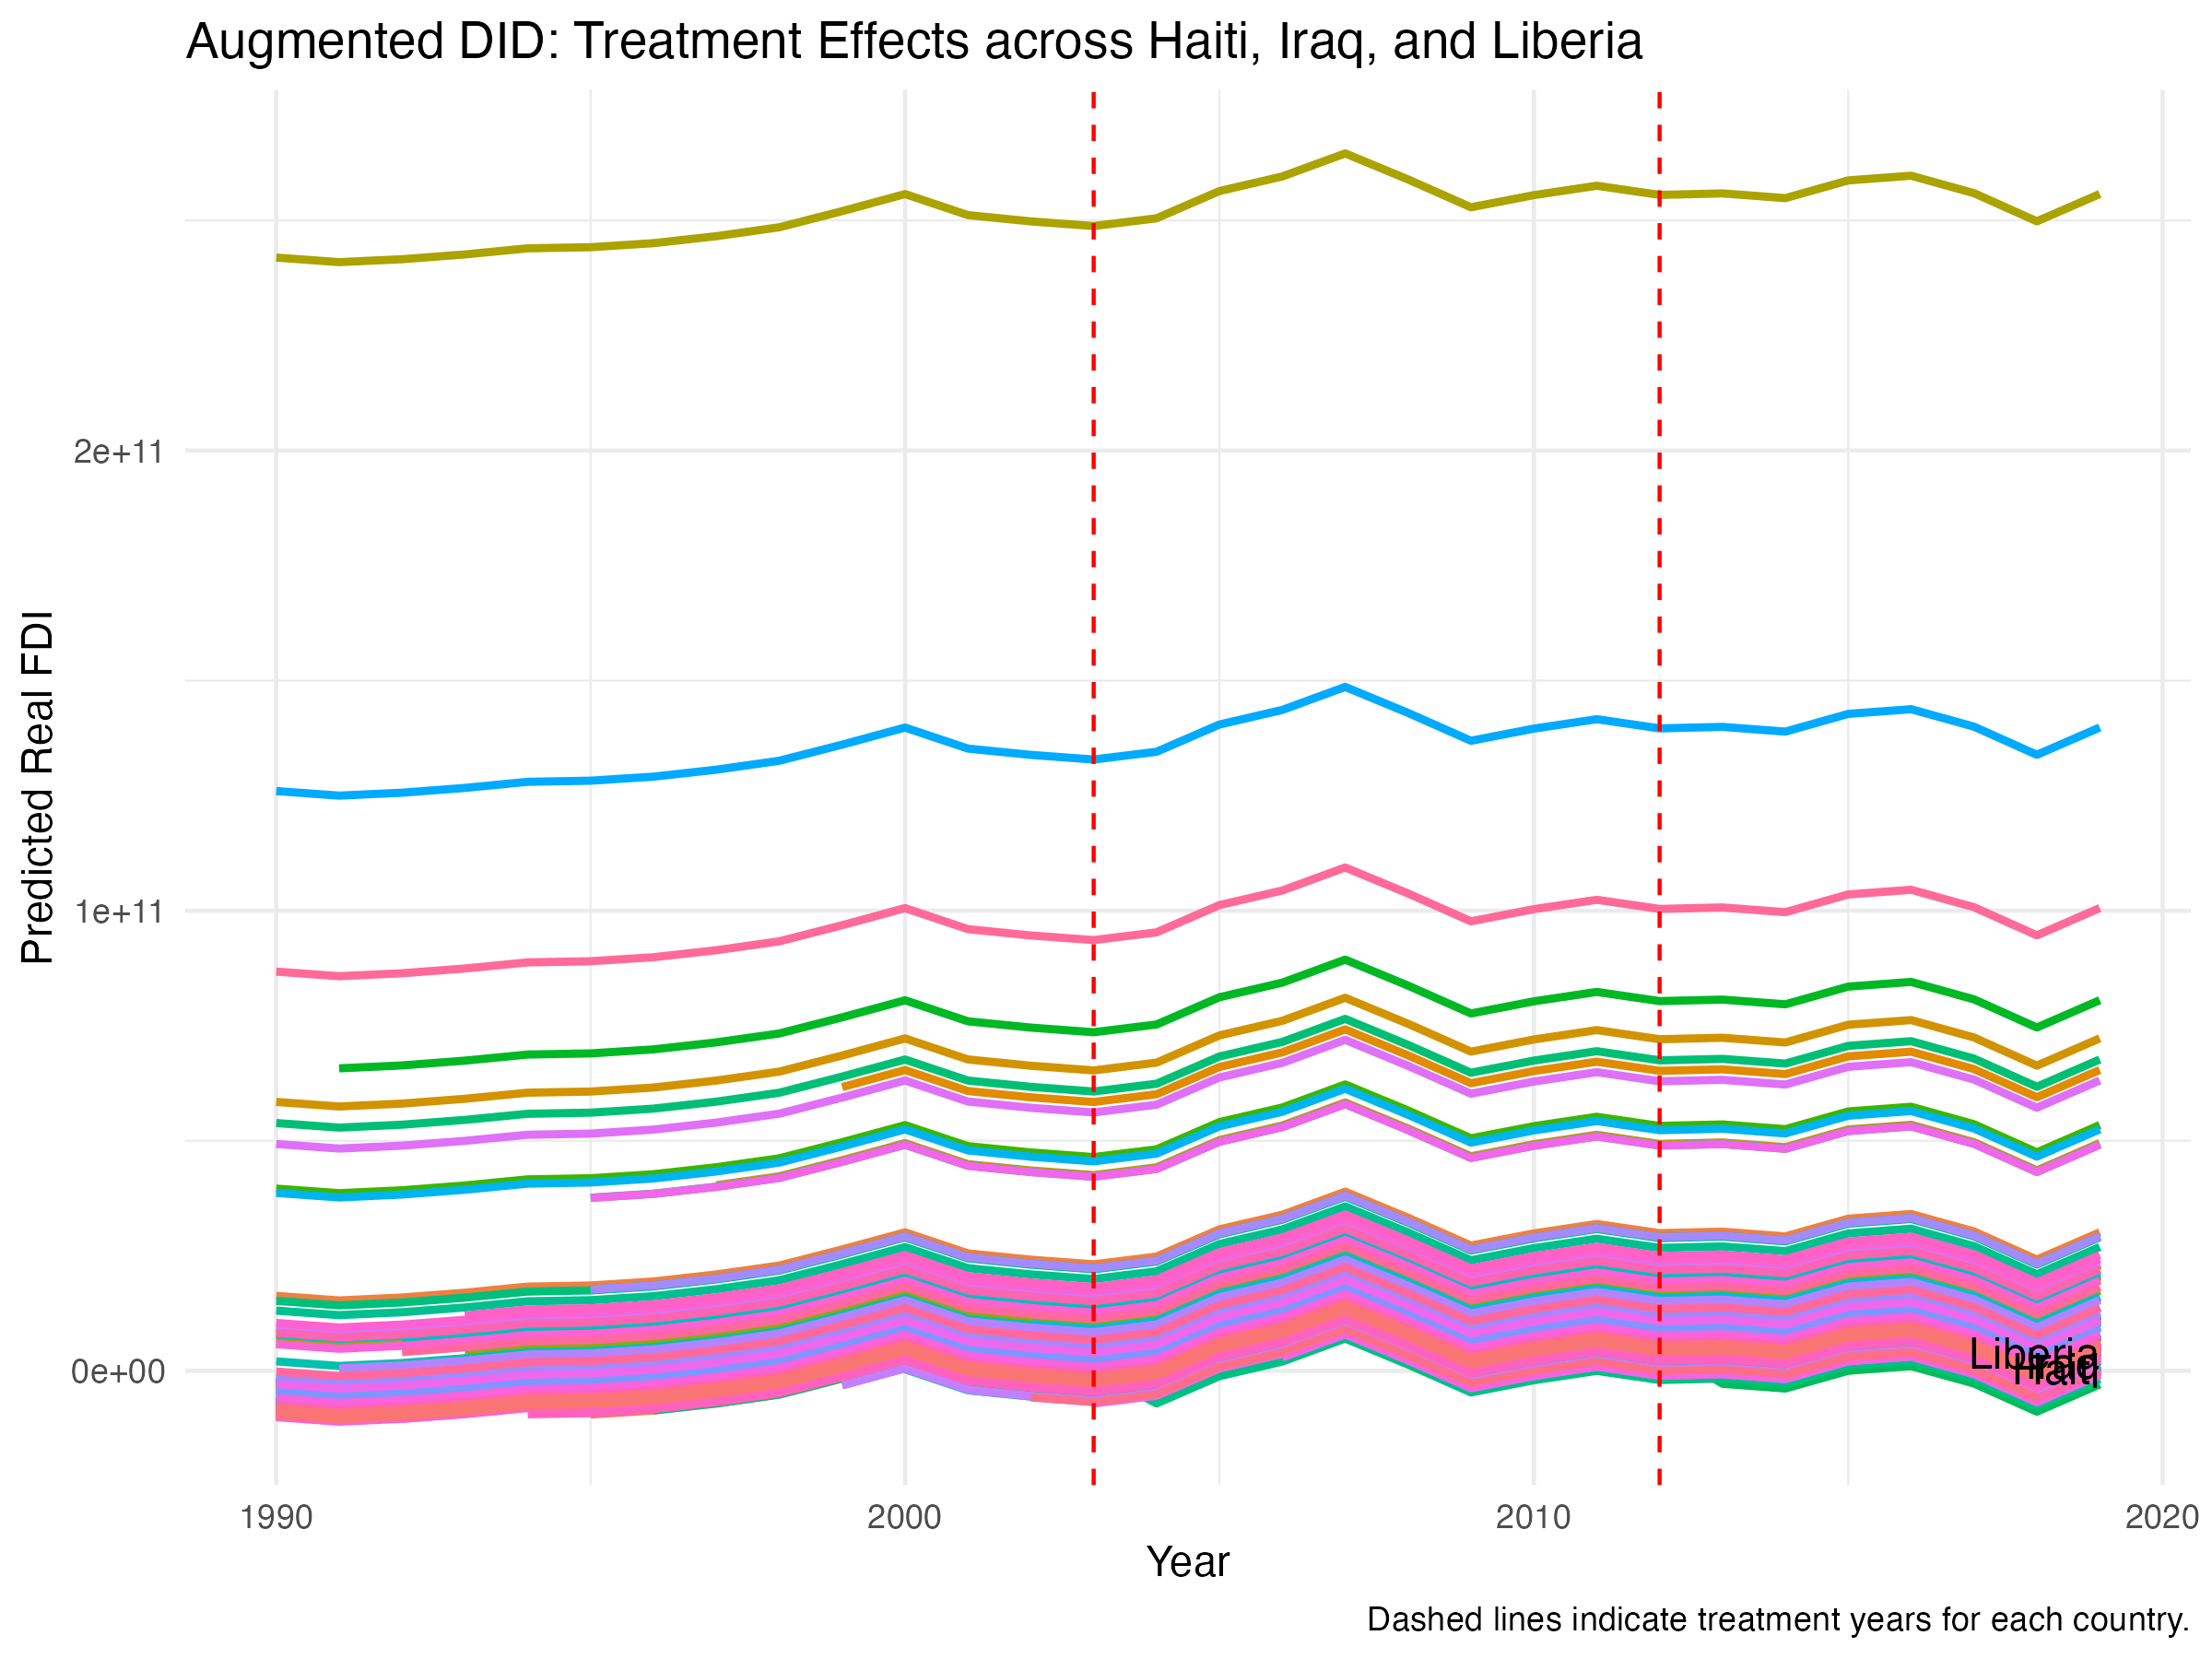 Augmented DID: Treatment Effects across Haiti, Iraq, and Liberia
Predicted Real FDI
2e+11
1e+11
0e+00
Liberia
Haiti
1990
2000
2010
2020
Year
Dashed lines indicate treatment years for each country.